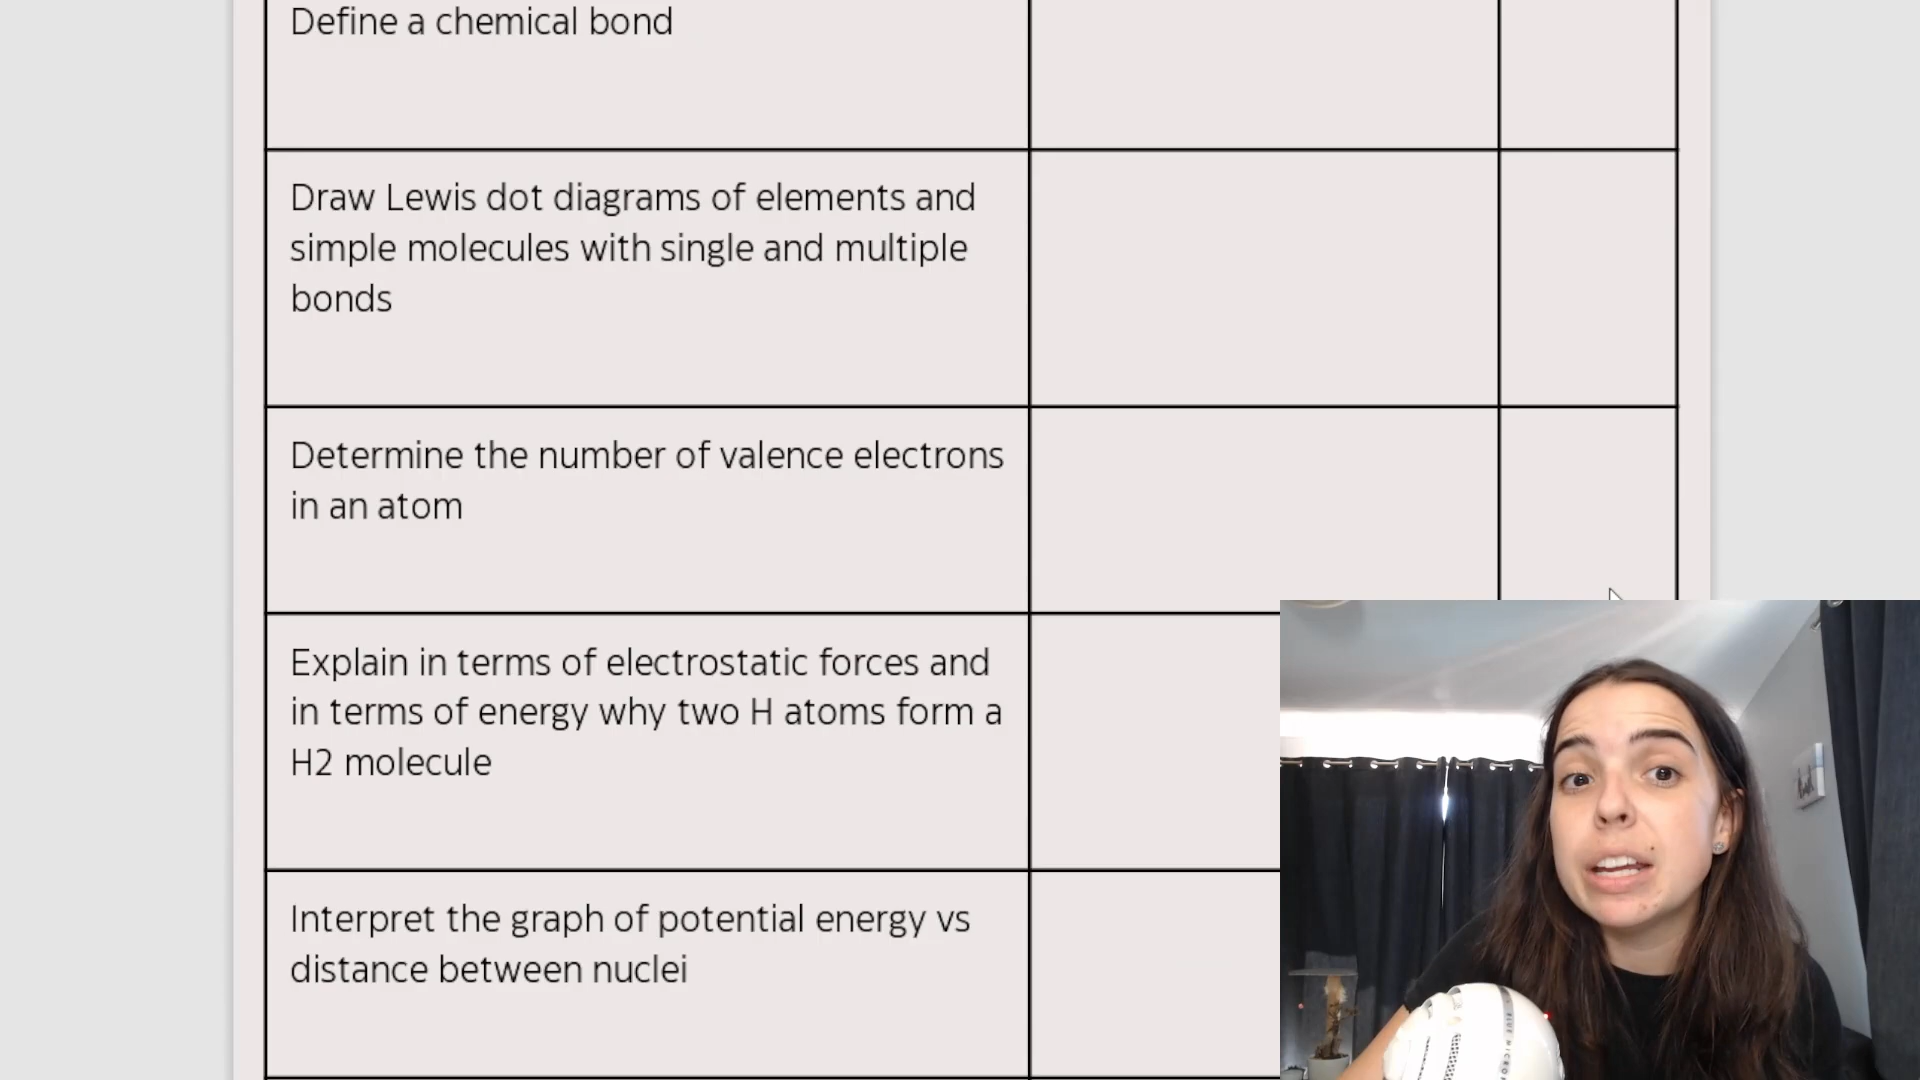 Define a chemical bond
Draw Lewis dot diagrams of elements and
simple molecules with single and multiple
bonds
Determine the number of valence electrons
in an atom
Explain in terms of electrostatic forces and
in terms of energy why two H atoms form a
H2 molecule
Interpret the graph of potential energy vs
distance between nuclei